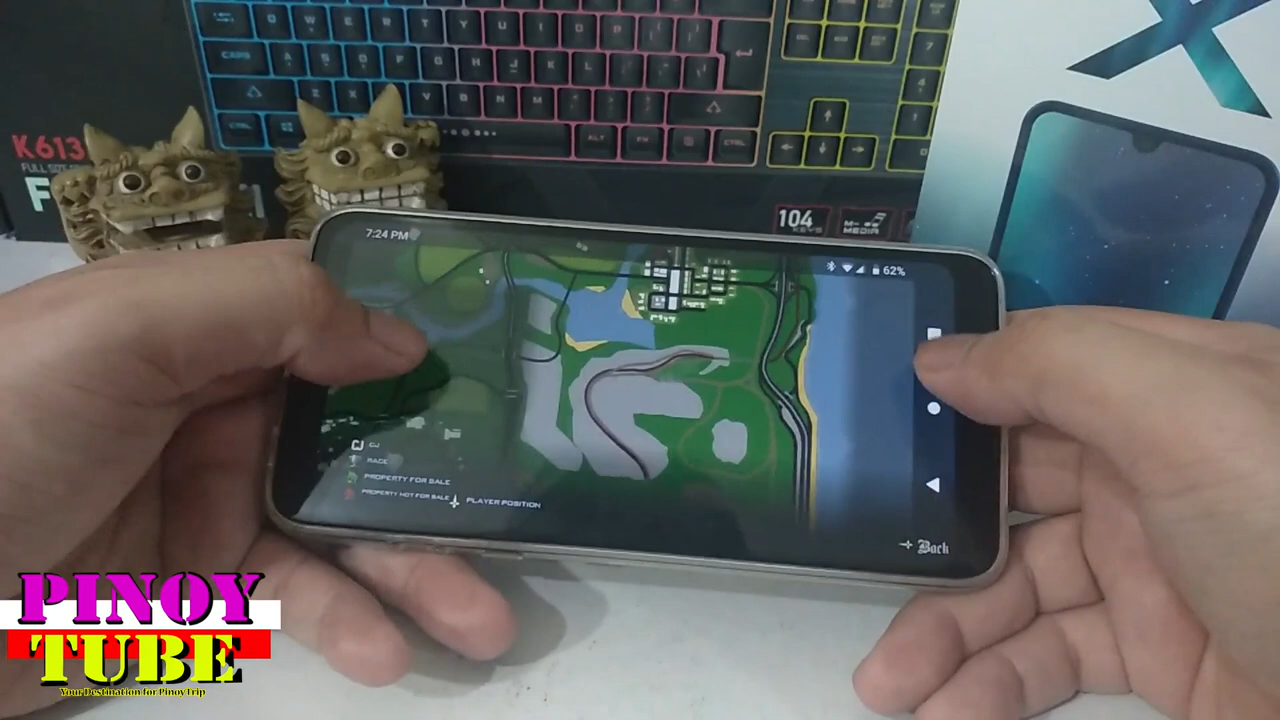 K613
FULL SIZE
104
KEYS
MEDIA
7:24 PM
62%
CJ
RACE
PROPERTY FOR SALE
PROPERTY NOT FOR SALE
PLAYER POSITION
Back
PINOY
TUBE
Your Destination for PinoyTrip